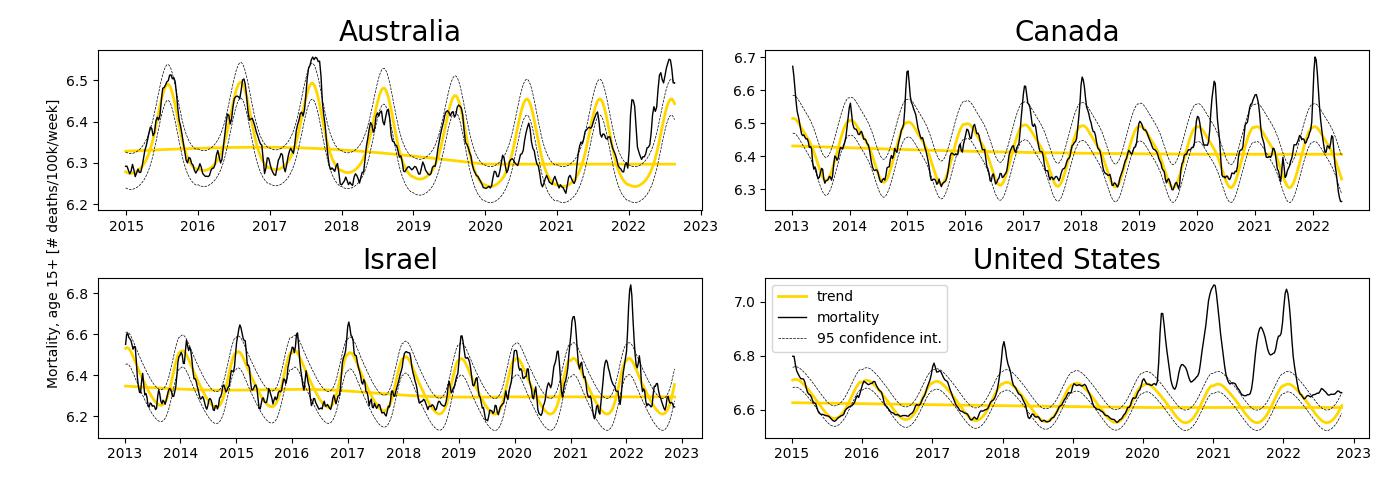 Australia
Canada
Mortality, age 15+ [# deaths/100k/week]
6.5
6.4
6.3
6.2
2015 2016 2017 2018 2019 2020 2021 2022 2023
6.7
6.6
6.5
6.4
6.3
2013 2014 2015 2016 2017 2018 2019 2020 2021 2022
Israel
United States
6.8
6.6
6.4
6.2
2013 2014 2015 2016 2017 2018 2019 2020 2021 2022 2023
trend
mortality
95 confidence int.
7.0
6.8
6.6
2015 2016 2017 2018 2019 2020 2021 2022 2023